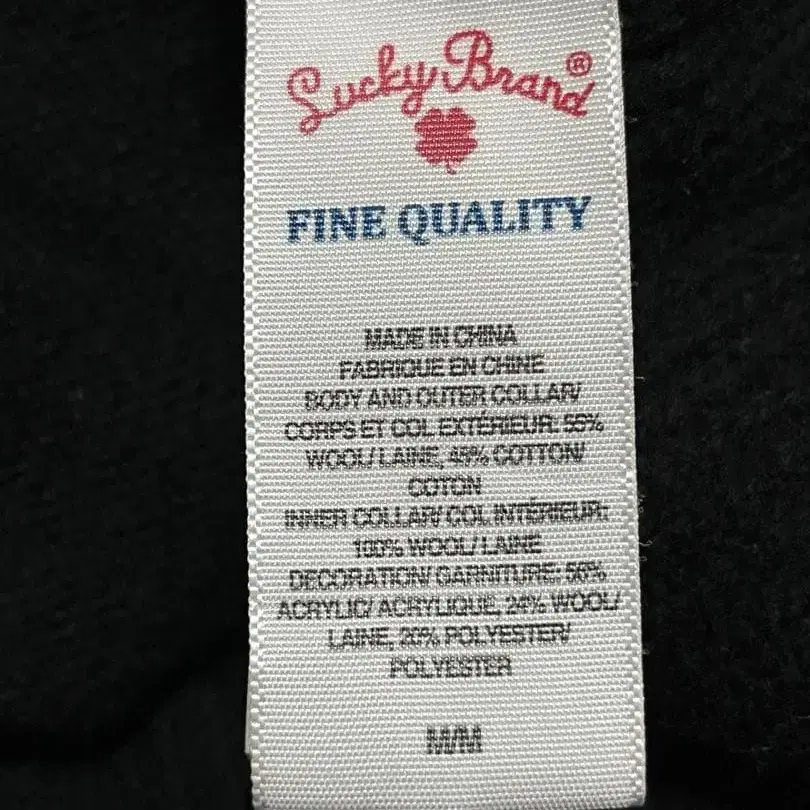 Lucky Brand®
FINE QUALITY
MADE IN CHINA
FABRIQUE EN CHINE
BODY AND OUTER COLLAR/
CORPS ET COL EXTÉRIEUR: 55%
WOOL/ LAINE, 45% COTTON/
COTON
INNER COLLAR/ COL INTÉRIEUR:
100% WOOL/ LAINE
DECORATION/ GARNITURE: 56%
ACRYLIC/ ACRYLIQUE, 24% WOOL/
LAINE, 20% POLYESTER/
POLYESTER
M/M